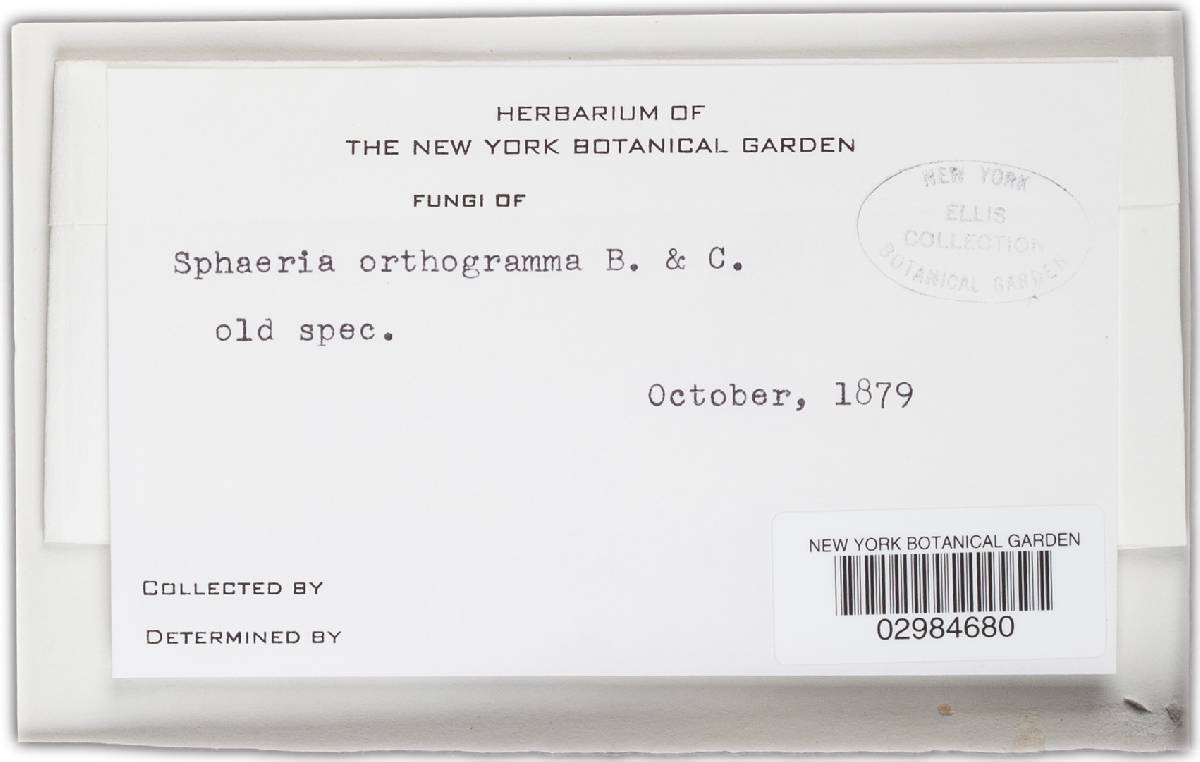 HERBARIUM OF
THE NEW YORK BOTANICAL GARDEN
FUNGI OF
NEW YORK
ELLIS
COLLECTION
BOTANICAL GARDEN
Sphaeria orthogramma B. & C.
old spec.
October, 1879
NEW YORK BOTANICAL GARDEN
02984680
COLLECTED BY
DETERMINED BY